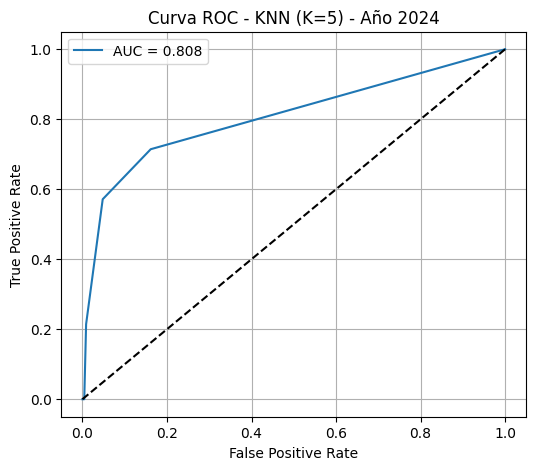 Curva ROC - KNN (K=5) - Año 2024
AUC = 0.808
True Positive Rate
1.0
0.8
0.6
0.4
0.2
0.0
0.0 0.2 0.4 0.6 0.8 1.0
False Positive Rate